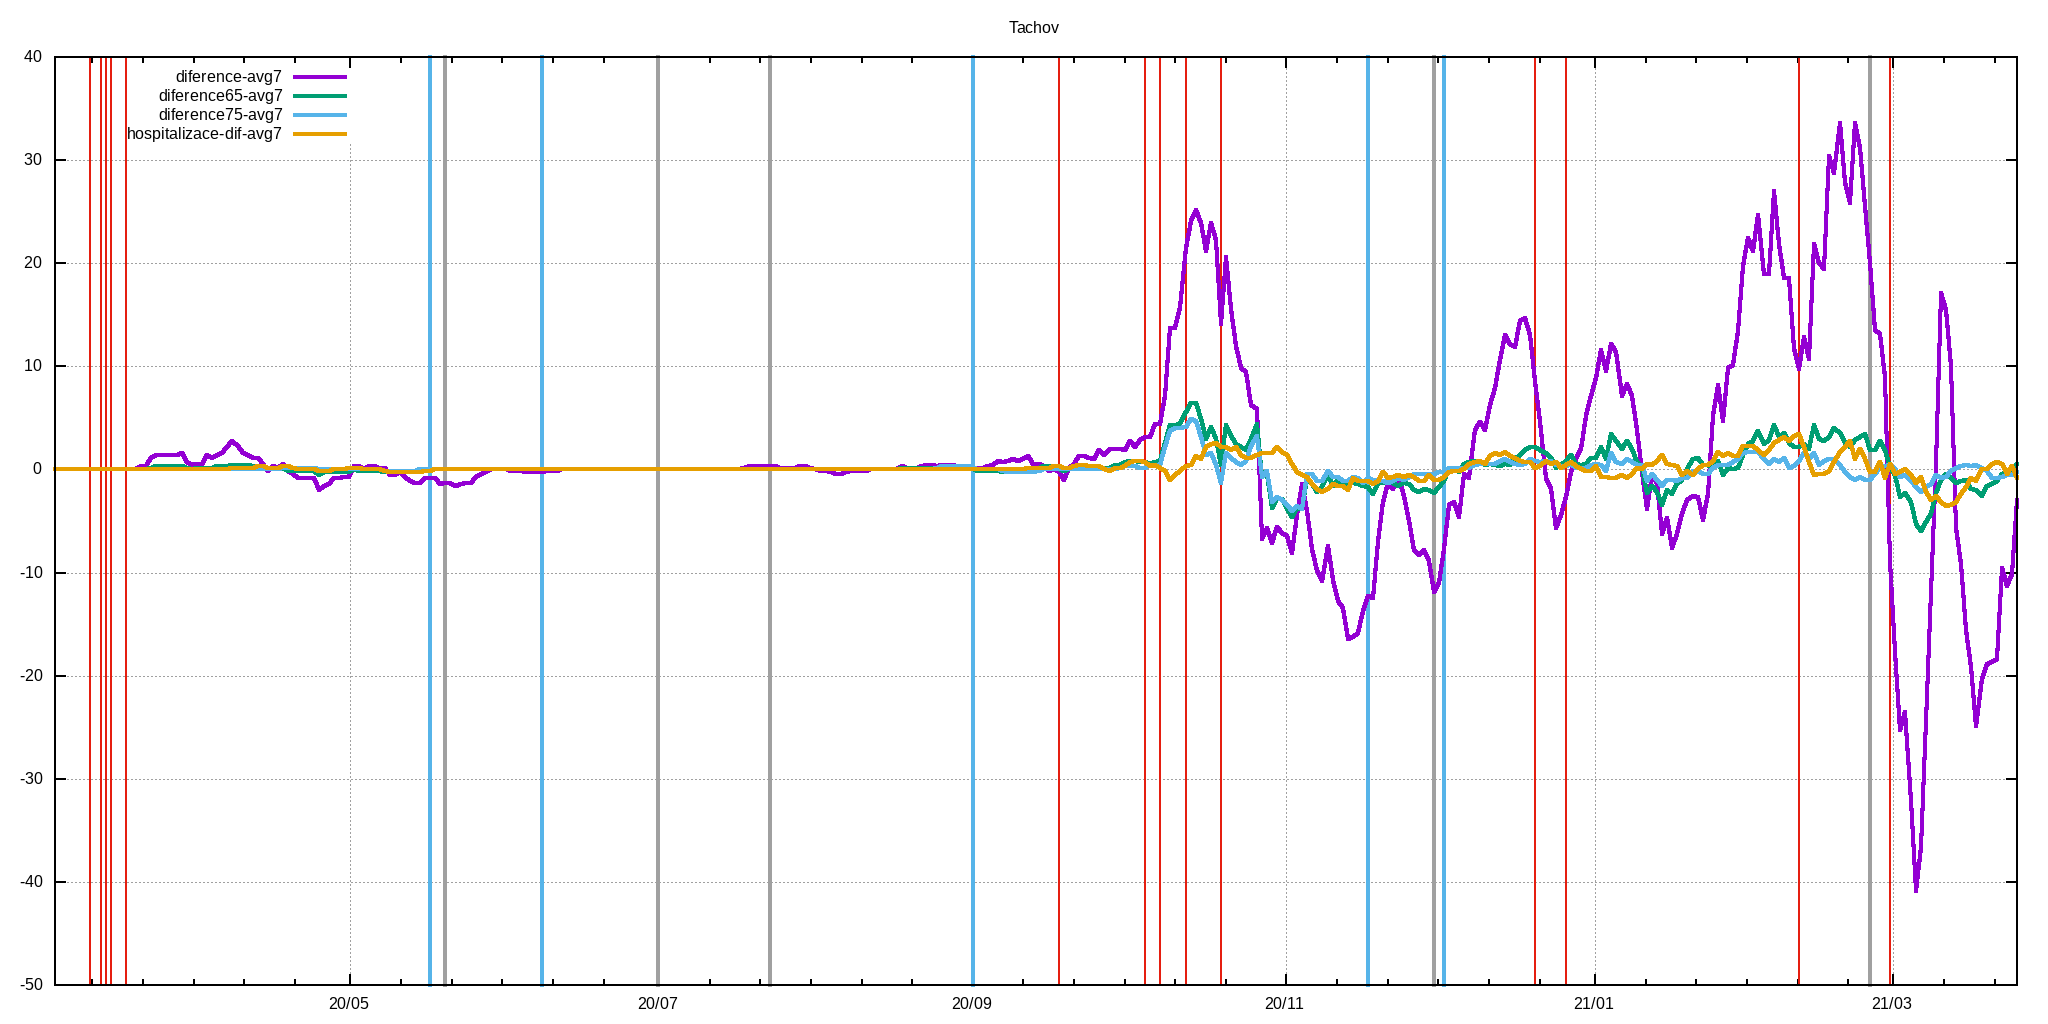 Tachov
diference-avg7
diference65-avg7
diference75-avg7
hospitalizace-dif-avg7
40
30
20
10
0
-10
-20
-30
-40
-50
20/05 20/07 20/09 20/11 21/01 21/03